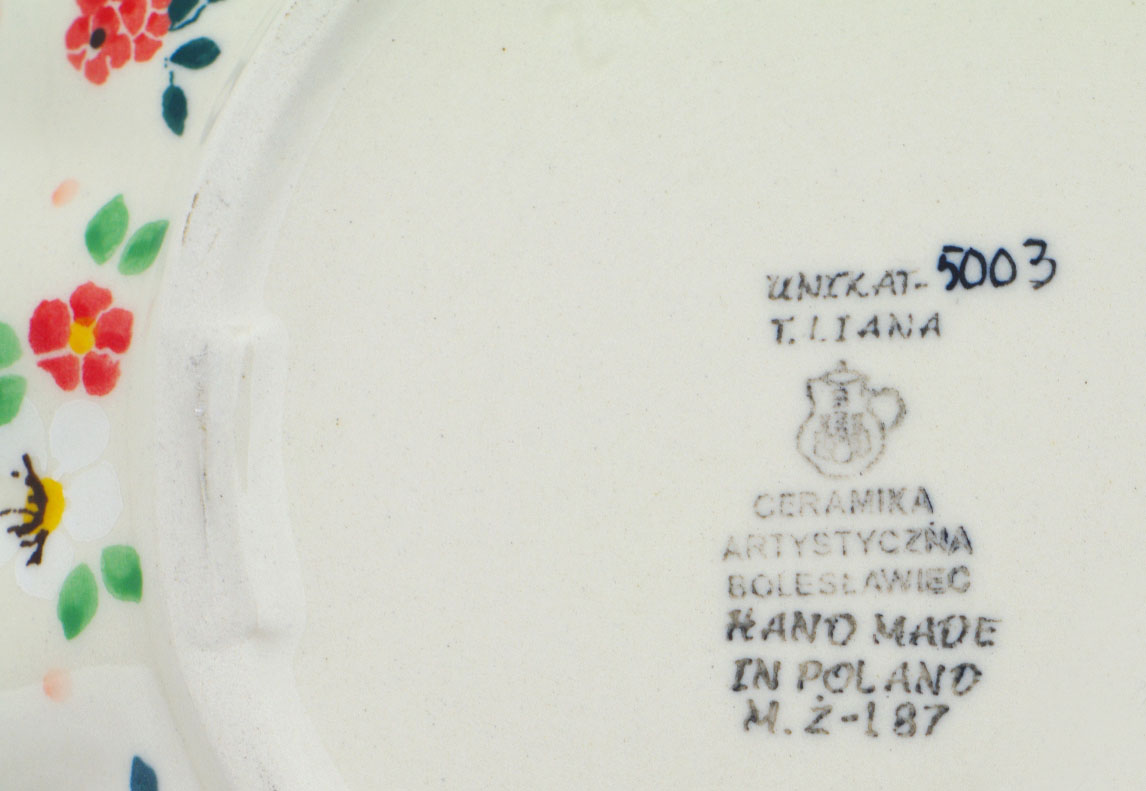 UNIKAT-5003
T. LIANA
CERAMIKA
ARTYSTYCZNA
BOLESŁAWIEC
HAND MADE
IN POLAND
M. Ż-187